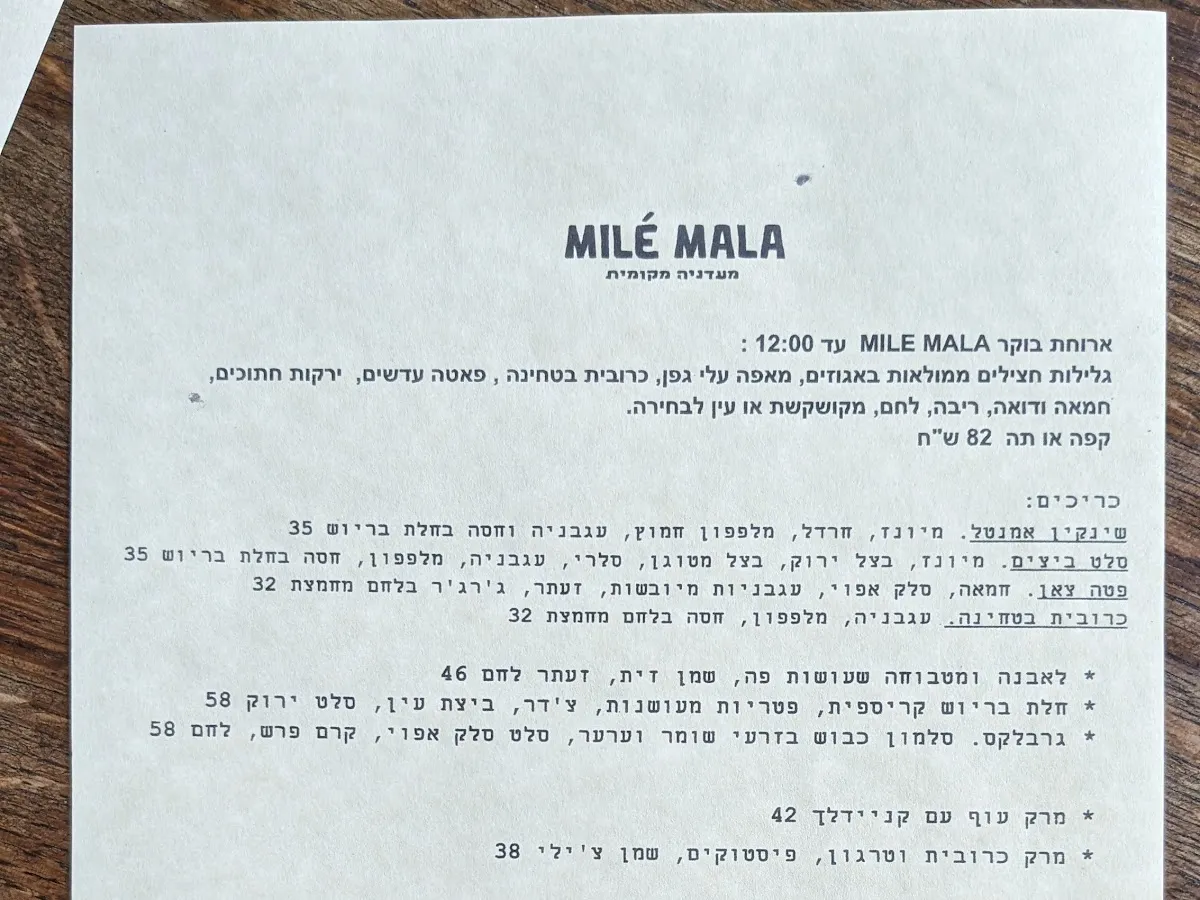 MILÉ MALA
מעדניה מקומית
ארוחת בוקר MILE MALA עד 12:00 :
גלילות חצילים ממולאות באגוזים, מאפה עלי גפן, כרובית בטחינה , פאטה עדשים, ירקות חתוכים,
חמאה ודואה, ריבה, לחם, מקושקשת או עין לבחירה.
קפה או תה 82 ש"ח
כריכים:
שינקין אמנטל. מיונז, חרדל, מלפפון חמוץ, עגבניה וחסה בחלת בריוש 35
סלט ביצים. מיונז, בצל ירוק, בצל מטוגן, סלרי, עגבניה, מלפפון, חסה בחלת בריוש 35
פטה צאן. חמאה, סלק אפוי, עגבניות מיובשות, זעתר, ג'רג'ר בלחם מחמצת 32
כרובית בטחינה. עגבניה, מלפפון, חסה בלחם מחמצת 32
* לאבנה ומטבוחה שעושות פה, שמן זית, זעתר לחם 46
* חלת בריוש קריספית, פטריות מעושנות, צ'דר, ביצת עין, סלט ירוק 58
* גרבלקס. סלמון כבוש בזרעי שומר וערער, סלט סלק אפוי, קרם פרש, לחם 58
* מרק עוף עם קניידלך 42
* מרק כרובית וטרגון, פיסטוקים, שמן צ'ילי 38